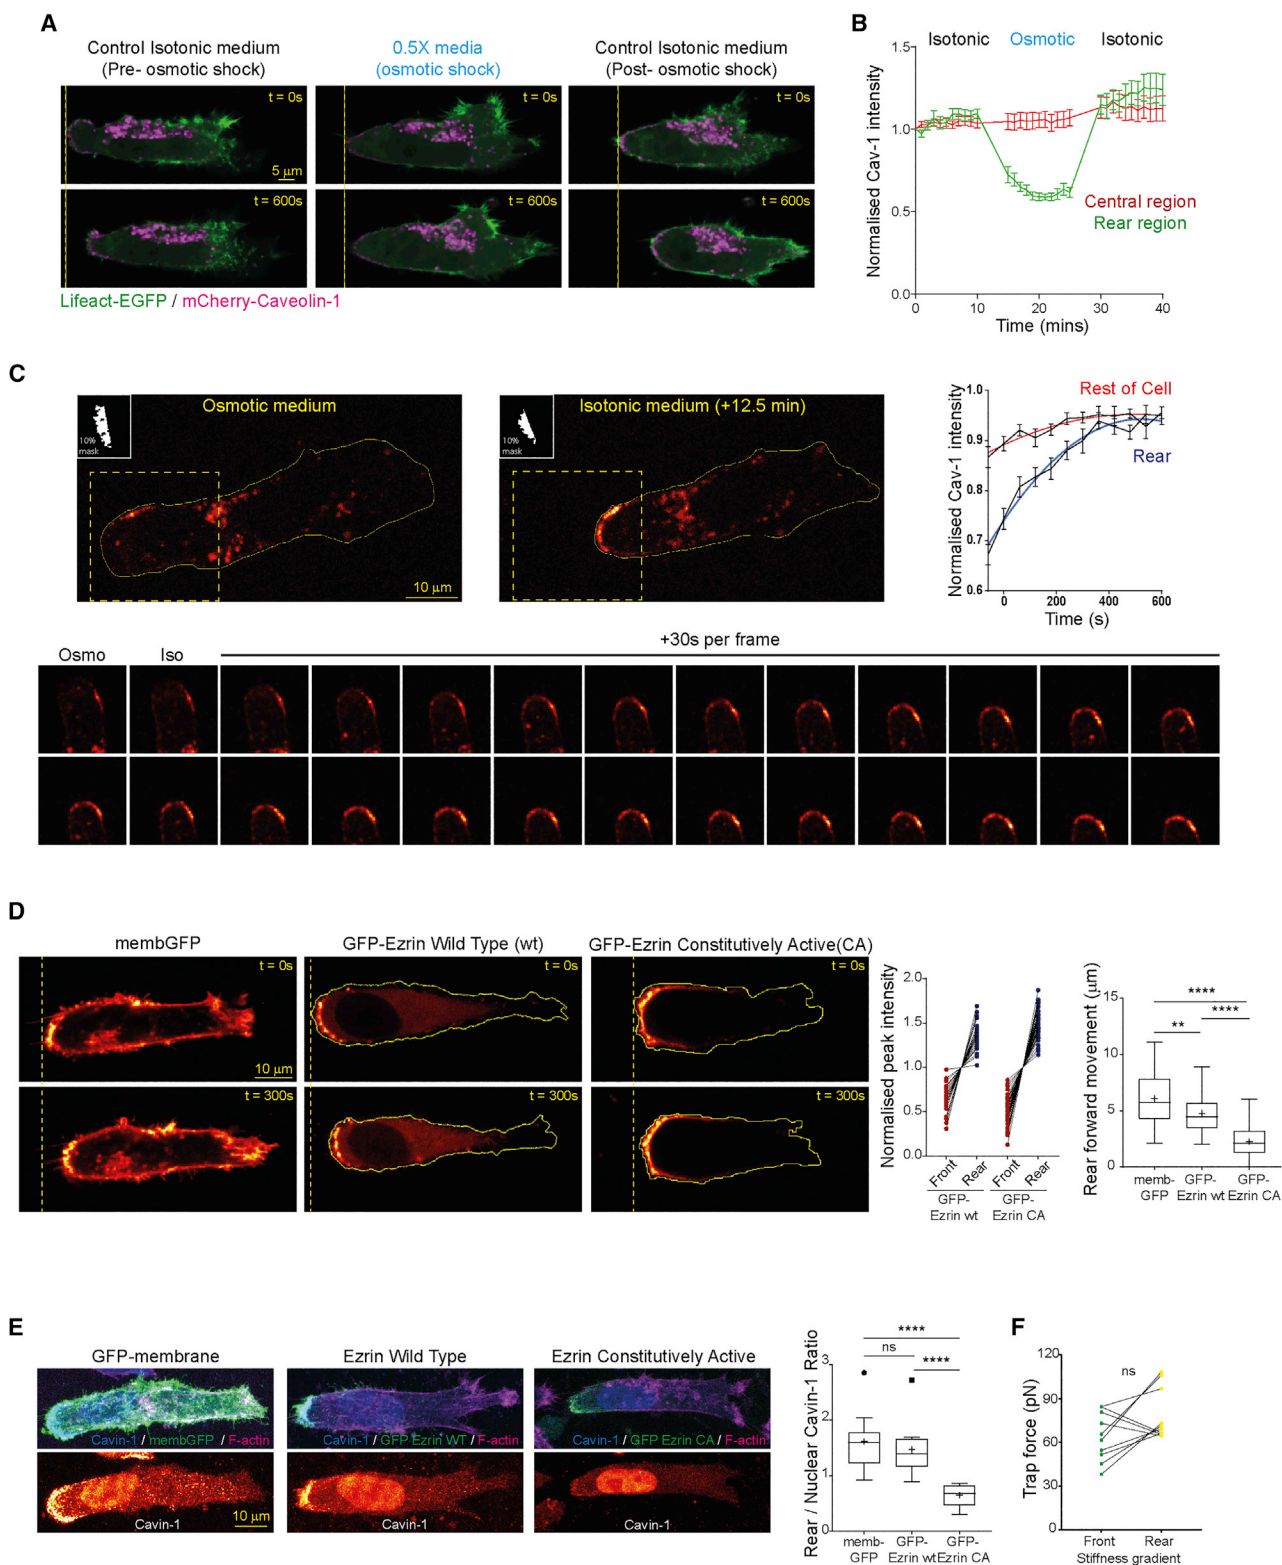 A
Control Isotonic medium
(Pre- osmotic shock)
0.5X media
(osmotic shock)
Control Isotonic medium
(Post- osmotic shock)
t = 0s
t = 0s
t = 0s
5 µm
t = 600s
t = 600s
t = 600s
Lifeact-EGFP / mCherry-Caveolin-1
B
Isotonic Osmotic Isotonic
Normalised Cav-1 intensity
1.5
1.0
0.5
0.0
Central region
Rear region
0 10 20 30 40
Time (mins)
C
Osmotic medium
10%
mask
10 µm
Isotonic medium (+12.5 min)
10%
mask
Normalised Cav-1 intensity
1.0
0.9
0.8
0.7
0.6
Rest of Cell
Rear
0 200 400 600
Time (s)
+30s per frame
Osmo Iso
D
membGFP
GFP-Ezrin Wild Type (wt)
GFP-Ezrin Constitutively Active(CA)
t = 0s
t = 0s
t = 0s
10 µm
t = 300s
t = 300s
t = 300s
Normalised peak intensity
2.0
1.5
1.0
0.5
0.0
Front Rear Front Rear
GFP-
Ezrin wt
GFP-
Ezrin CA
Rear forward movement (µm)
15
10
5
0
****
** ****
memb-
GFP
GFP-
Ezrin wt
GFP-
Ezrin CA
E
GFP-membrane
Ezrin Wild Type
Ezrin Constitutively Active
Cavin-1 / membGFP / F-actin
Cavin-1 / GFP Ezrin WT / F-actin
Cavin-1 / GFP Ezrin CA / F-actin
10 µm
Cavin-1
Cavin-1
Cavin-1
Rear / Nuclear Cavin-1 Ratio
3
2
1
0
****
ns
****
memb-
GFP
GFP-
Ezrin wt
GFP-
Ezrin CA
F
Trap force (pN)
120
90
60
30
0
ns
Front Rear
Stiffness gradient